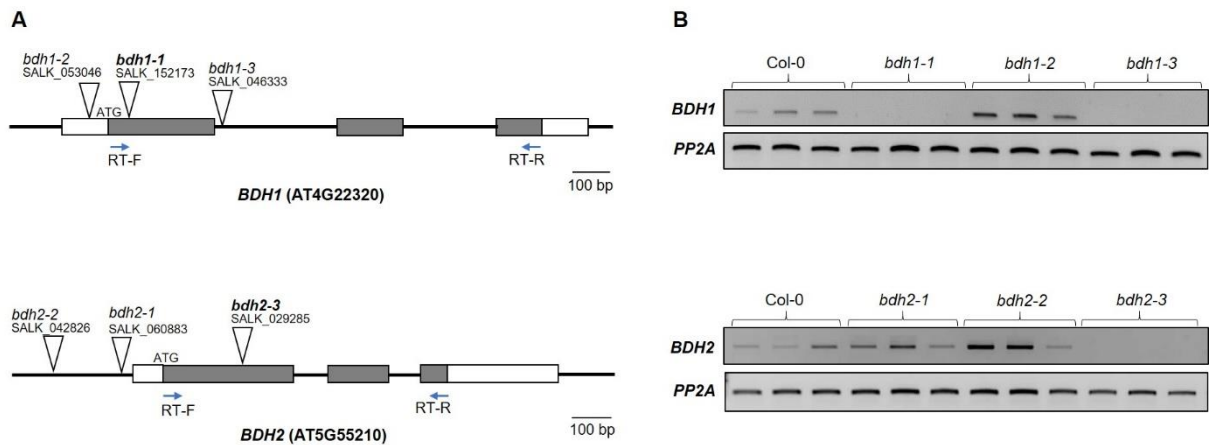 A
bdh1-2
SALK_053046
bdh1-1
SALK_152173
bdh1-3
SALK_046333
ATG
RT-F
RT-R
100 bp
BDH1 (AT4G22320)
bdh2-2
SALK_042826
bdh2-1
SALK_060883
bdh2-3
SALK_029285
ATG
RT-F
RT-R
100 bp
BDH2 (AT5G55210)
B
Col-0 bdh1-1 bdh1-2 bdh1-3
BDH1
PP2A
Col-0 bdh2-1 bdh2-2 bdh2-3
BDH2
PP2A